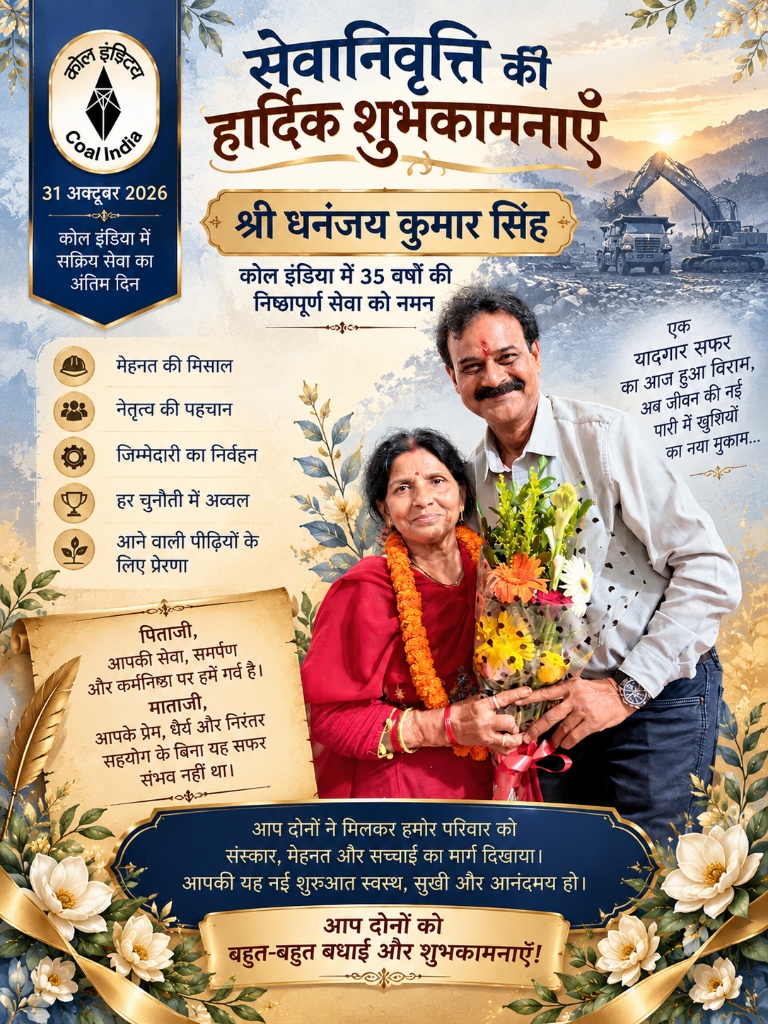 कोल इंडिया
Coal India
31 अक्टूबर 2026
कोल इंडिया में
सक्रिय सेवा का
अंतिम दिन
सेवानिवृत्ति की
हार्दिक शुभकामनाएँ
श्री धनंजय कुमार सिंह
कोल इंडिया में 35 वर्षों की
निष्ठापूर्ण सेवा को नमन
मेहनत की मिसाल
नेतृत्व की पहचान
जिम्मेदारी का निर्वहन
हर चुनौती में अव्वल
आने वाली पीढ़ियों के
लिए प्रेरणा
एक
यादगार सफर
का आज हुआ विराम,
अब जीवन की नई
पारी में खुशियों
का नया मुकाम...
पिताजी,
आपकी सेवा, समर्पण
और कर्मनिष्ठा पर हमें गर्व है।
माताजी,
आपके प्रेम, धैर्य और निरंतर
सहयोग के बिना यह सफर
संभव नहीं था।
आप दोनों ने मिलकर हमोर परिवार को
संस्कार, मेहनत और सच्चाई का मार्ग दिखाया।
आपकी यह नई शुरुआत स्वस्थ, सुखी और आनंदमय हो।
आप दोनों को
बहुत-बहुत बधाई और शुभकामनाएँ!